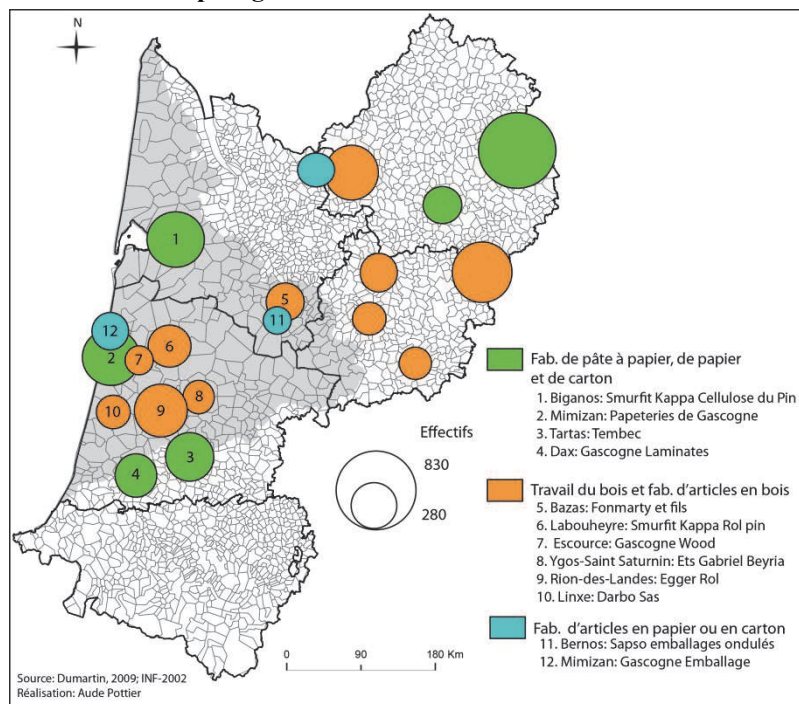 N
1
2
3
4
5
6
7
8
9
10
11
12
Effectifs
830
280
Fab. de pâte à papier, de papier
et de carton
1. Biganos: Smurfit Kappa Cellulose du Pin
2. Mimizan: Papeteries de Gascogne
3. Tartas: Tembec
4. Dax: Gascogne Laminates
Travail du bois et fab. d'articles en bois
5. Bazas: Fonmarty et fils
6. Labouheyre: Smurfit Kappa Rol pin
7. Escource: Gascogne Wood
8. Ygos-Saint Saturnin: Ets Gabriel Beyria
9. Rion-des-Landes: Egger Rol
10. Linxe: Darbo Sas
Fab. d'articles en papier ou en carton
11. Bernos: Sapso emballages ondulés
12. Mimizan: Gascogne Emballage
0 90 180 Km
Source: Dumartin, 2009; INF-2002
Réalisation: Aude Pottier